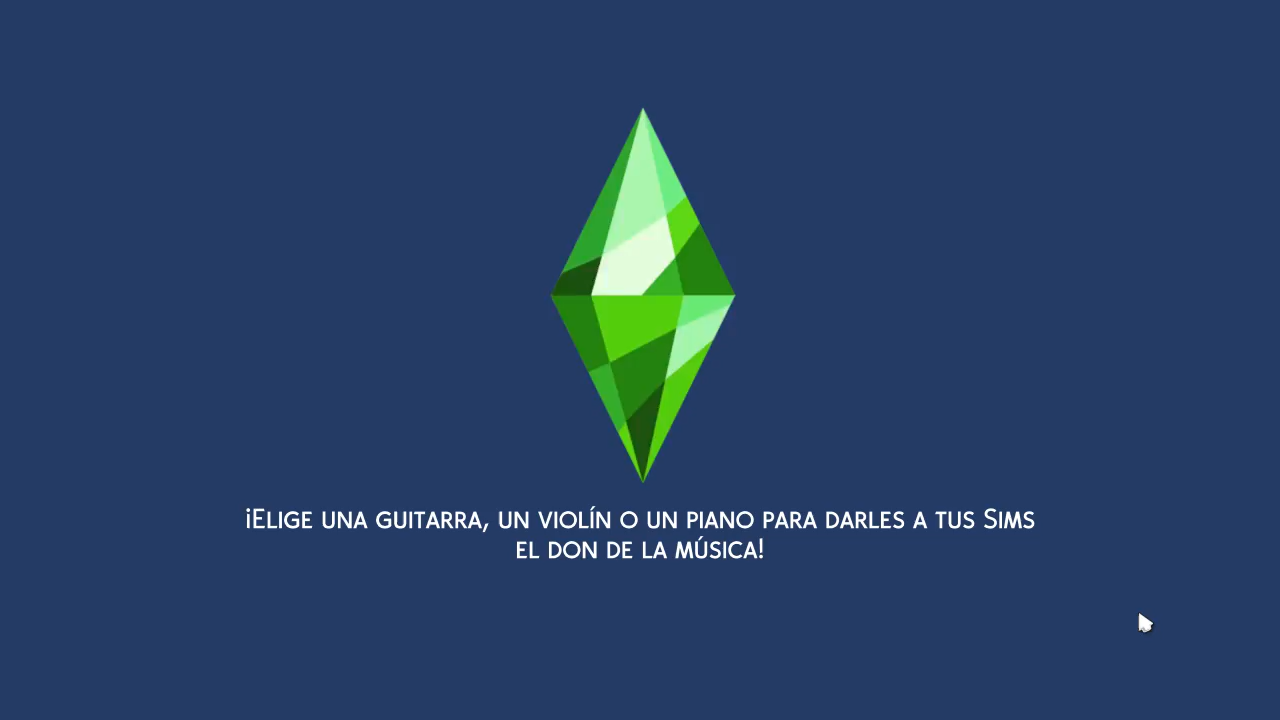 ¡Elige una guitarra, un violín o un piano para darles a tus Sims
el don de la música!